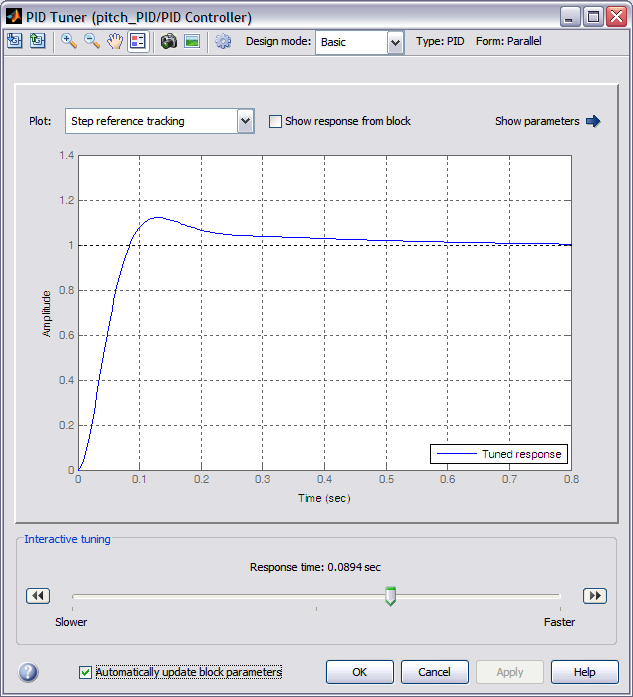 PID Tuner (pitch_PID/PID Controller)
Design mode: Basic Type: PID Form: Parallel
Plot: Step reference tracking Show response from block Show parameters
1.4
1.2
1
0.8
0.6
0.4
0.2
0
Amplitude
Tuned response
0 0.1 0.2 0.3 0.4 0.5 0.6 0.7 0.8
Time (sec)
Interactive tuning
Response time: 0.0894 sec
Slower Faster
? Automatically update block parameters OK Cancel Apply Help